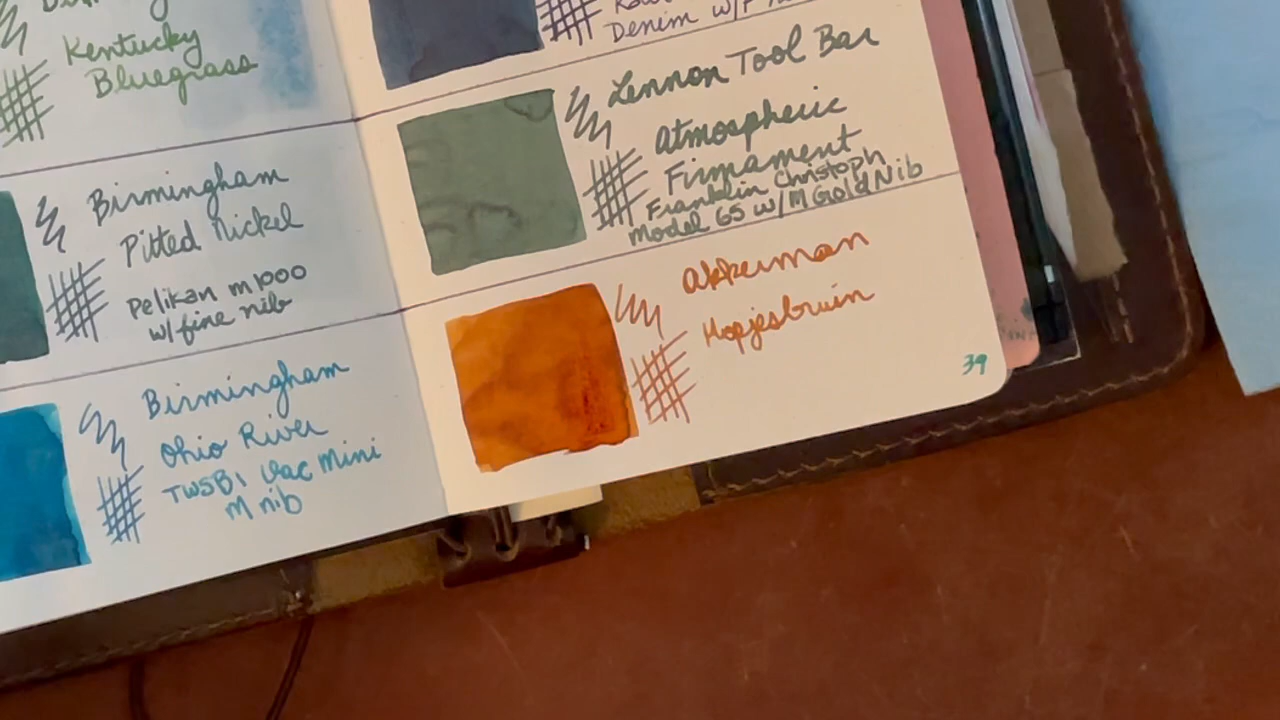 Kentucky
Bluegrass
Birmingham
Pitted Nickel
Pelikan m1000
w/ fine nib
Birmingham
Ohio River
TWSBI Vac Mini
M nib
Denim w/F
Lennon Tool Bar
Atmospheric
Firmament
Franklin Christoph
Model 65 w/M Gold Nib
Akkerman
Hopjesbruin
39